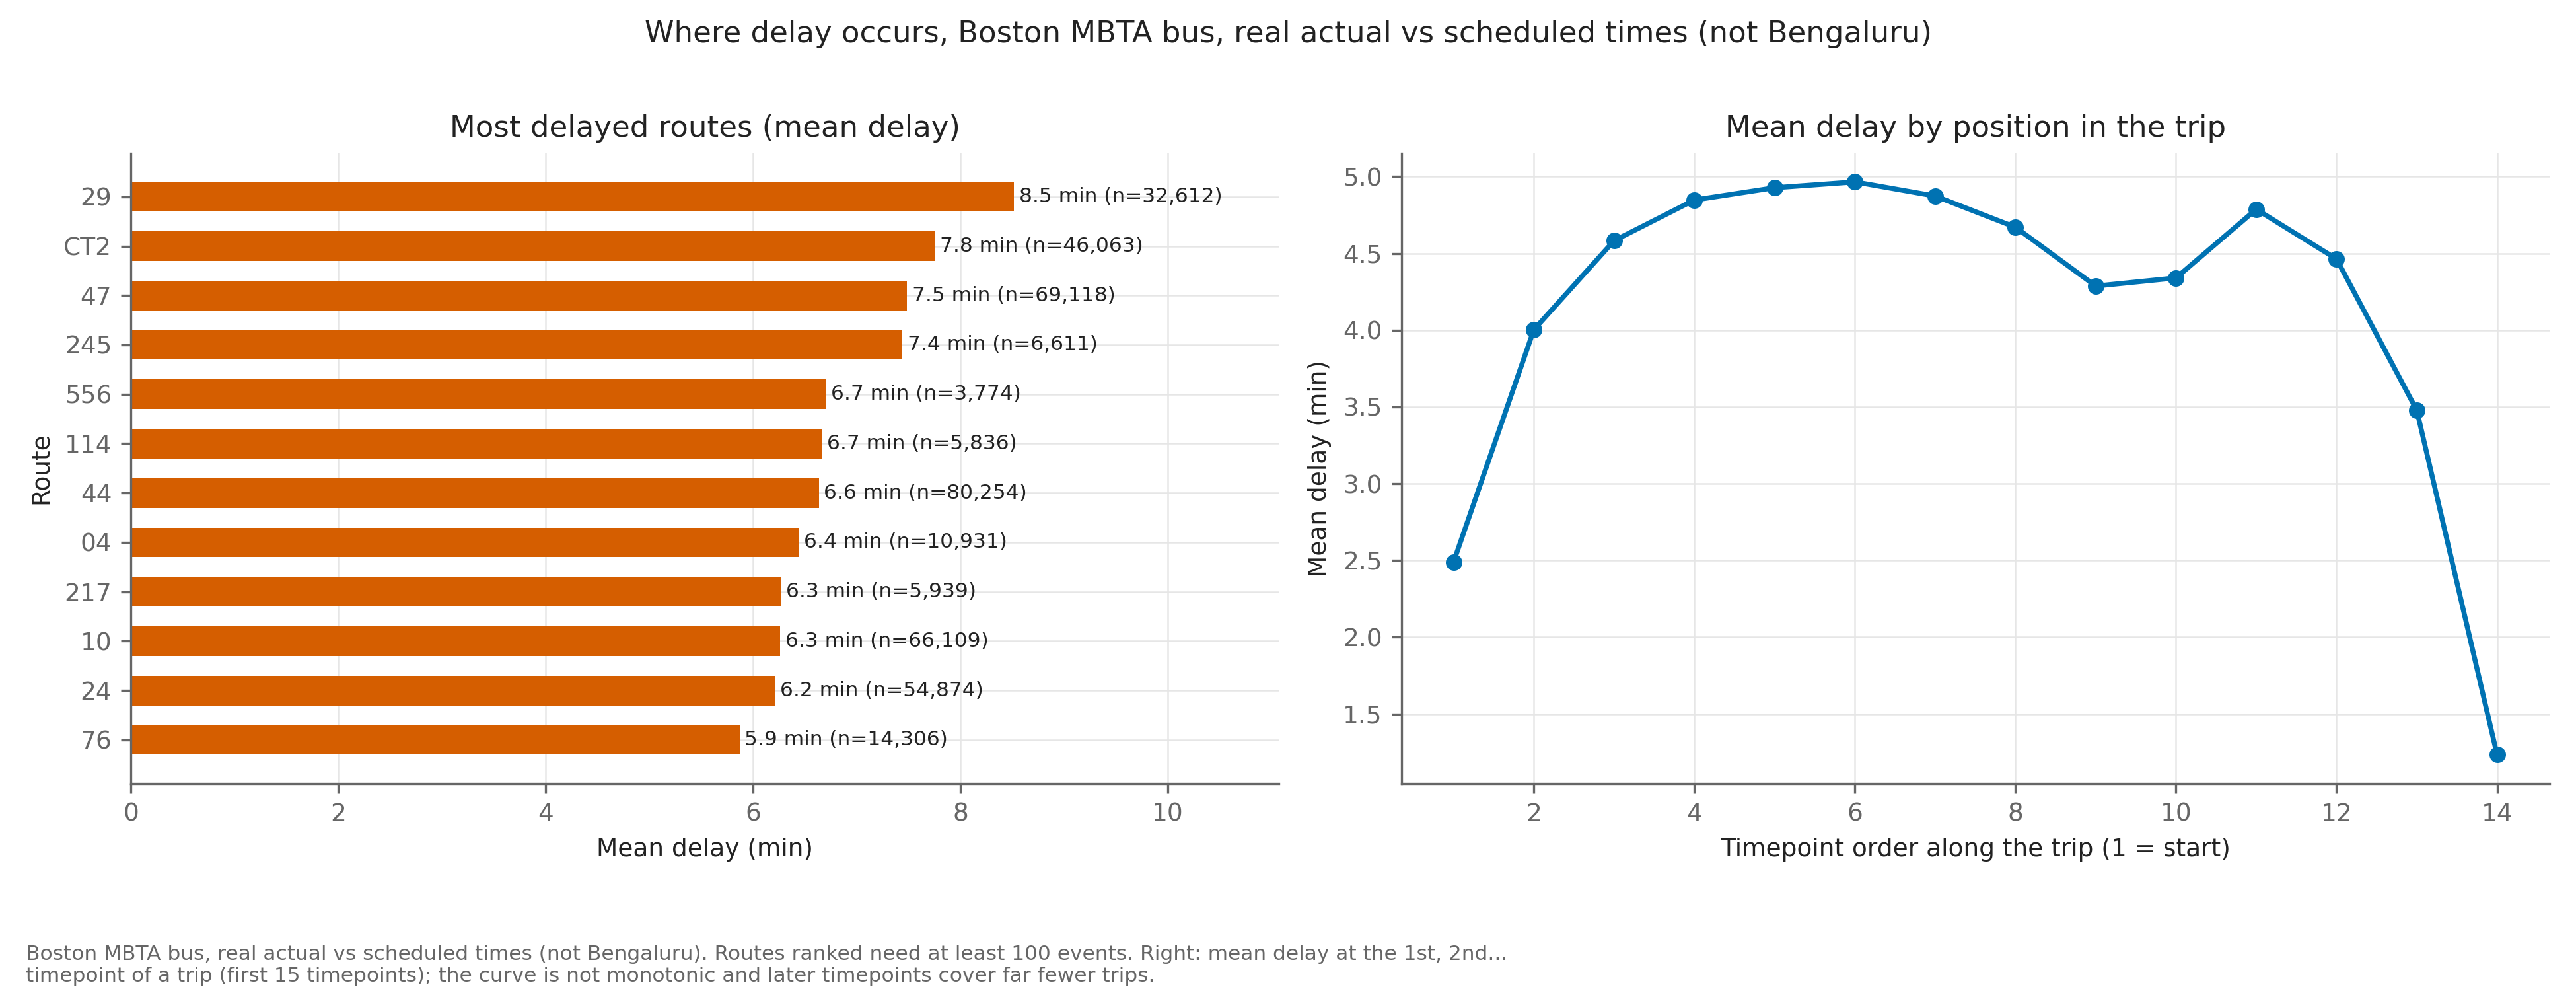 Where delay occurs, Boston MBTA bus, real actual vs scheduled times (not Bengaluru)
Most delayed routes (mean delay)
Route
29
8.5 min (n=32,612)
CT2
7.8 min (n=46,063)
47
7.5 min (n=69,118)
245
7.4 min (n=6,611)
556
6.7 min (n=3,774)
114
6.7 min (n=5,836)
44
6.6 min (n=80,254)
04
6.4 min (n=10,931)
217
6.3 min (n=5,939)
10
6.3 min (n=66,109)
24
6.2 min (n=54,874)
76
5.9 min (n=14,306)
0 2 4 6 8 10
Mean delay (min)
Mean delay by position in the trip
Mean delay (min)
5.0
4.5
4.0
3.5
3.0
2.5
2.0
1.5
2 4 6 8 10 12 14
Timepoint order along the trip (1 = start)
Boston MBTA bus, real actual vs scheduled times (not Bengaluru). Routes ranked need at least 100 events. Right: mean delay at the 1st, 2nd...
timepoint of a trip (first 15 timepoints); the curve is not monotonic and later timepoints cover far fewer trips.